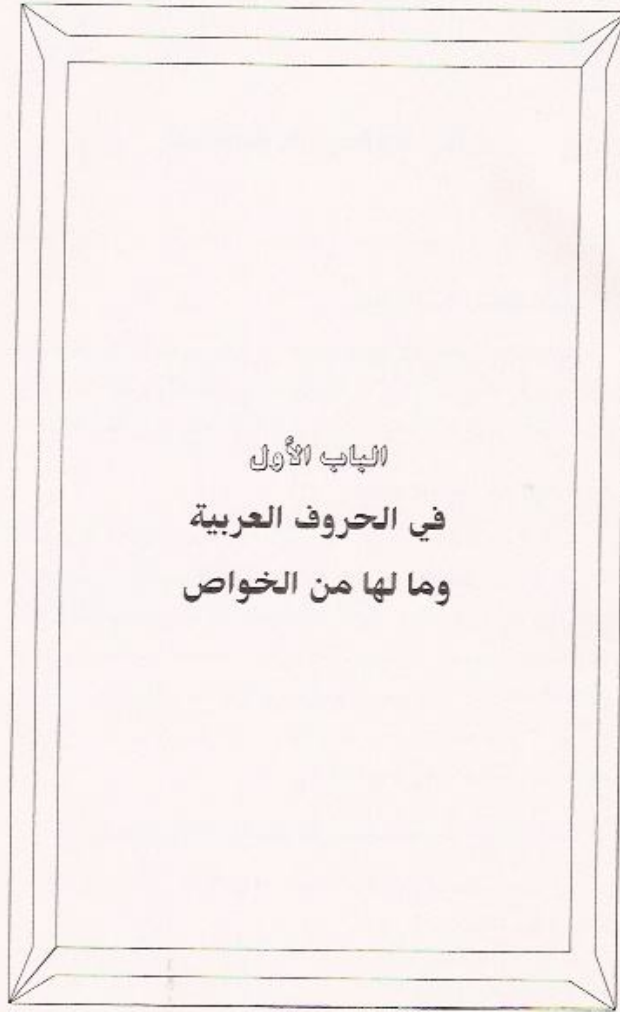 الباب الأول
في الحروف العربية
وما لها من الخواص